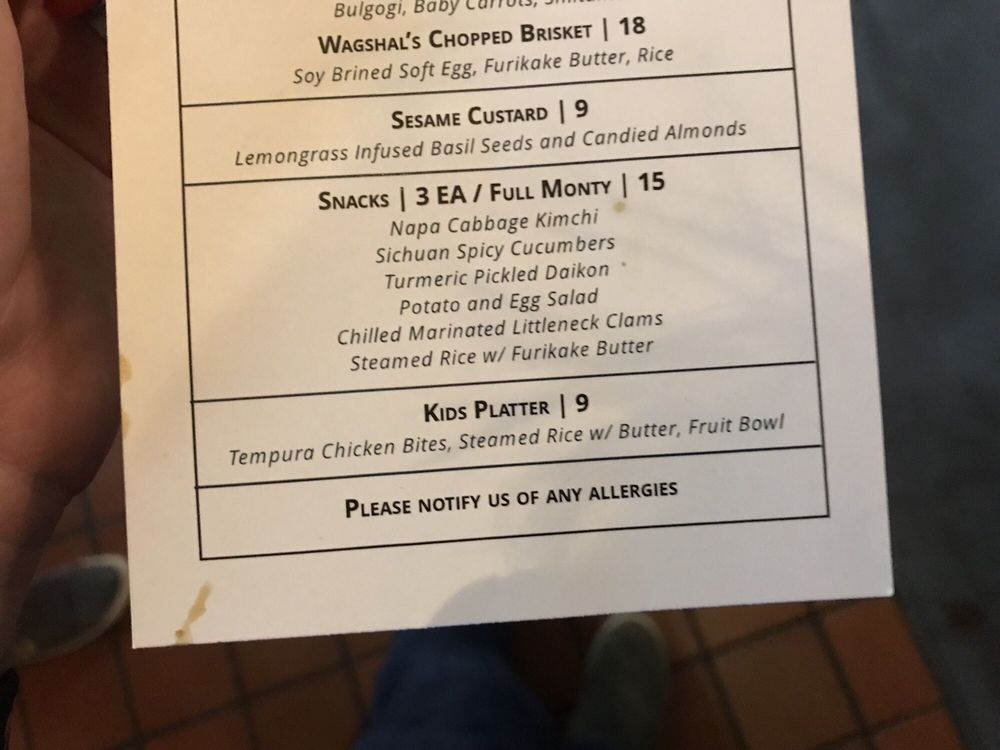 Bulgogi, Baby Carrots,
Wagshal's Chopped Brisket | 18
Soy Brined Soft Egg, Furikake Butter, Rice
Sesame Custard | 9
Lemongrass Infused Basil Seeds and Candied Almonds
Snacks | 3 EA / Full Monty | 15
Napa Cabbage Kimchi
Sichuan Spicy Cucumbers
Turmeric Pickled Daikon
Potato and Egg Salad
Chilled Marinated Littleneck Clams
Steamed Rice w/ Furikake Butter
Kids Platter | 9
Tempura Chicken Bites, Steamed Rice w/ Butter, Fruit Bowl
Please notify us of any allergies